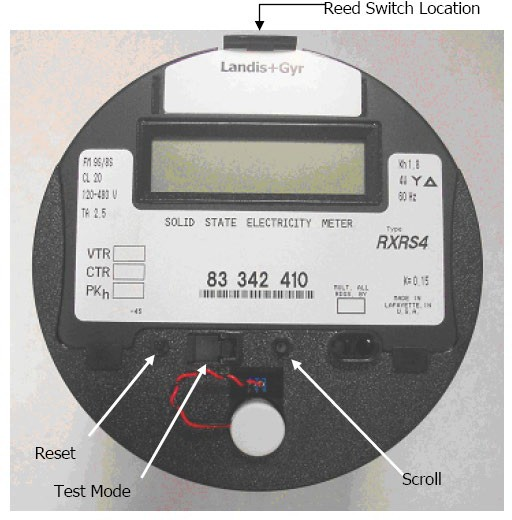 Reed Switch Location
Landis+Gyr
FM 9S/8S
CL 20
120-480 V
TA 2.5
Kh 1.8
4W Y Δ
60 Hz
SOLID STATE ELECTRICITY METER
Type
RXRS4
VTR
CTR
PKh
83 342 410
MULT. ALL
RDGS. BY
K= 0.15
MADE IN
LAFAYETTE, IN
U.S.A.
-45
Reset
Test Mode
Scroll